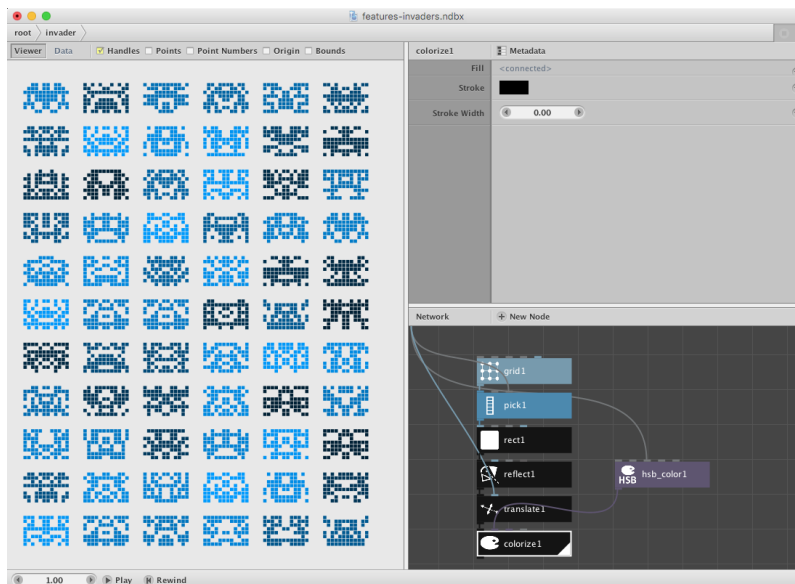 features-invaders.ndbx
root invader
Viewer Data Handles Points Point Numbers Origin Bounds
colorize1 Metadata
Fill <connected>
Stroke
Stroke Width 0.00
Network New Node
grid1
pick1
rect1
reflect1
HSB hsb_color1
translate1
colorize1
1.00 Play Rewind